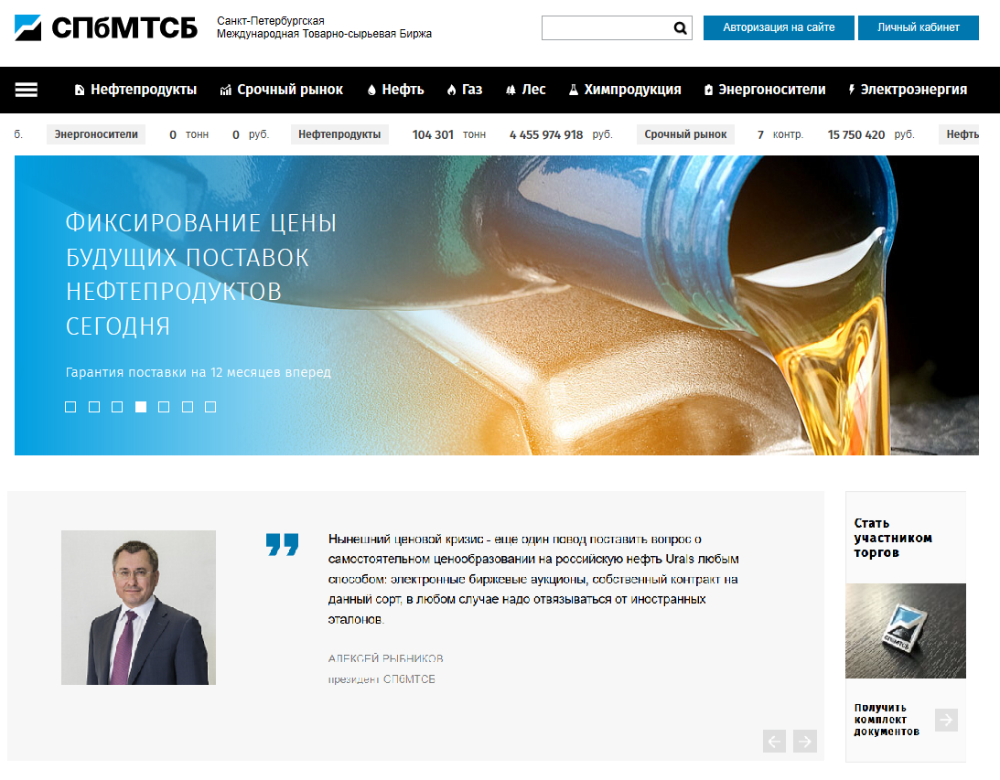 СПбМТСБ
Санкт-Петербургская
Международная Товарно-сырьевая Биржа
Авторизация на сайте
Личный кабинет
Нефтепродукты Срочный рынок Нефть Газ Лес Химпродукция Энергоносители Электроэнергия
б. Энергоносители 0 тонн 0 руб. Нефтепродукты 104 301 тонн 4 455 974 918 руб. Срочный рынок 7 контр. 15 750 420 руб. Нефть
ФИКСИРОВАНИЕ ЦЕНЫ
БУДУЩИХ ПОСТАВОК
НЕФТЕПРОДУКТОВ
СЕГОДНЯ
Гарантия поставки на 12 месяцев вперед
Нынешний ценовой кризис - еще один повод поставить вопрос о
самостоятельном ценообразовании на российскую нефть Urals любым
способом: электронные биржевые аукционы, собственный контракт на
данный сорт, в любом случае надо отвязываться от иностранных
эталонов.
АЛЕКСЕЙ РЫБНИКОВ
президент СПбМТСБ
Стать
участником
торгов
СПбМТСБ
Получить
комплект
документов